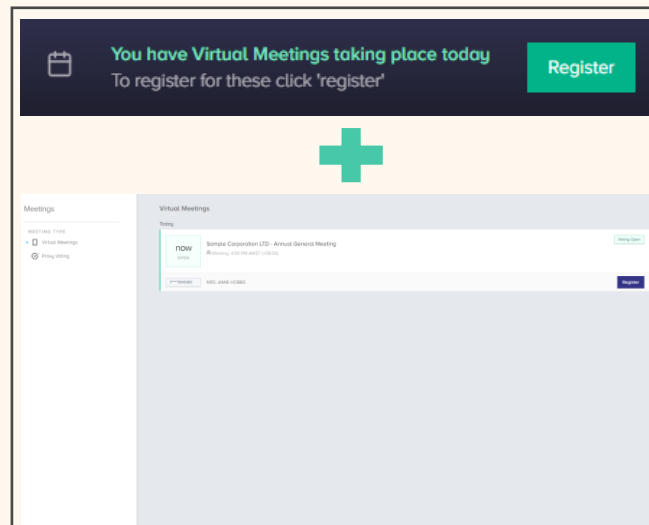 You have Virtual Meetings taking place today
To register for these click 'register'
Register
Meetings
Virtual Meetings
Today
MEETING TYPE
Virtual Meetings
Proxy Voting
now
OPEN
Sample Corporation LTD - Annual General Meeting
Voting Open
MRS. JANE HOBBS
Register